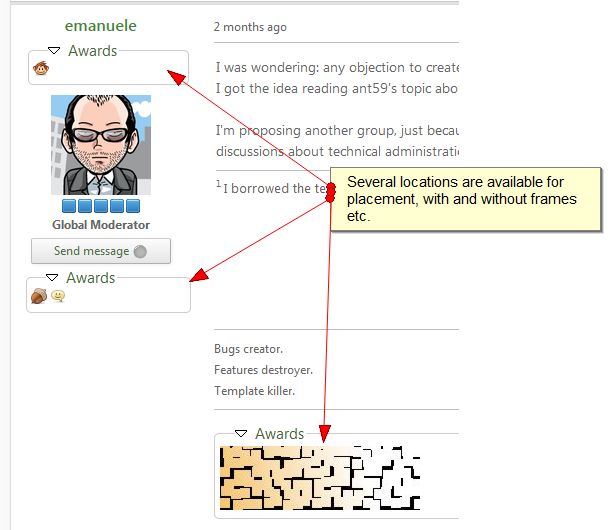 emanuele
Awards
Global Moderator
Send message
Awards
2 months ago
I was wondering: any objection to create
I got the idea reading ant59's topic abo
I'm proposing another group, just becau
discussions about technical administrati
1 I borrowed the te
Several locations are available for
placement, with and without frames
etc.
Bugs creator.
Features destroyer.
Template killer.
Awards